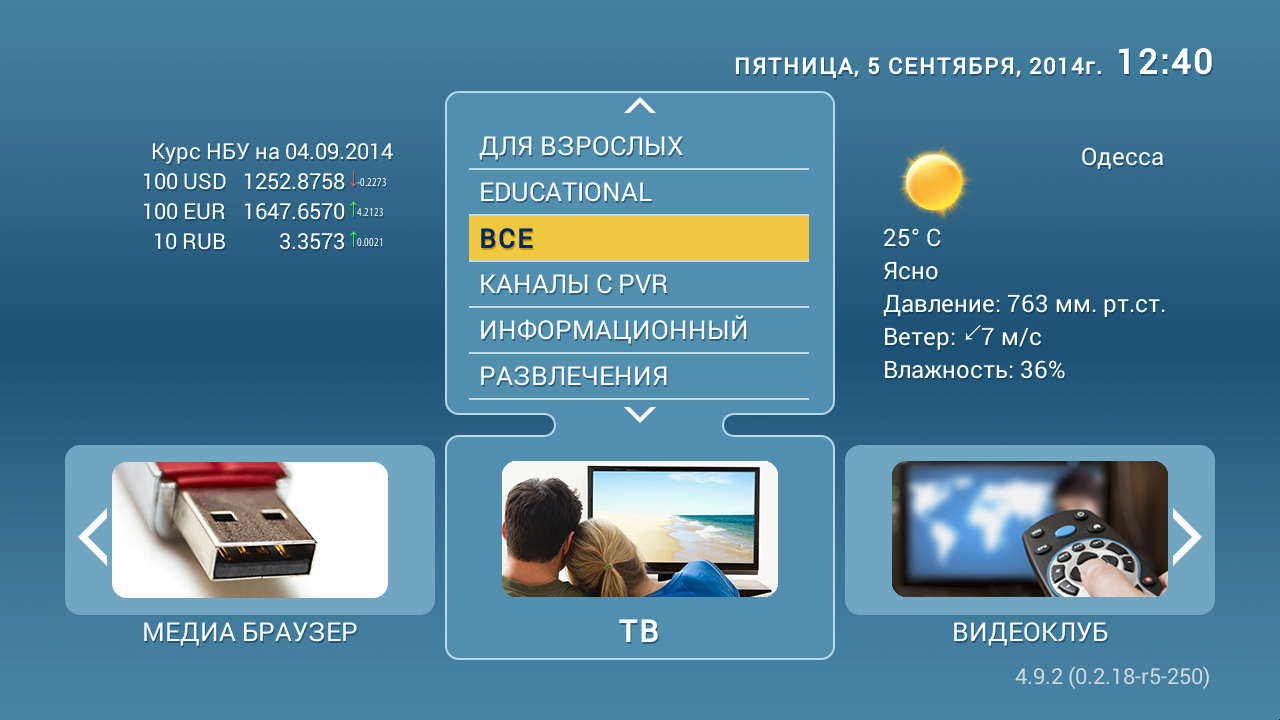 ПЯТНИЦА, 5 СЕНТЯБРЯ, 2014г. 12:40
Курс НБУ на 04.09.2014
100 USD 1252.8758 ↓-0.2273
100 EUR 1647.6570 ↑4.2123
10 RUB 3.3573 ↑0.0021
ДЛЯ ВЗРОСЛЫХ
EDUCATIONAL
ВСЕ
КАНАЛЫ С PVR
ИНФОРМАЦИОННЫЙ
РАЗВЛЕЧЕНИЯ
Одесса
25° C
Ясно
Давление: 763 мм. рт.ст.
Ветер: ↙7 м/с
Влажность: 36%
МЕДИА БРАУЗЕР
ТВ
ВИДЕОКЛУБ
4.9.2 (0.2.18-r5-250)